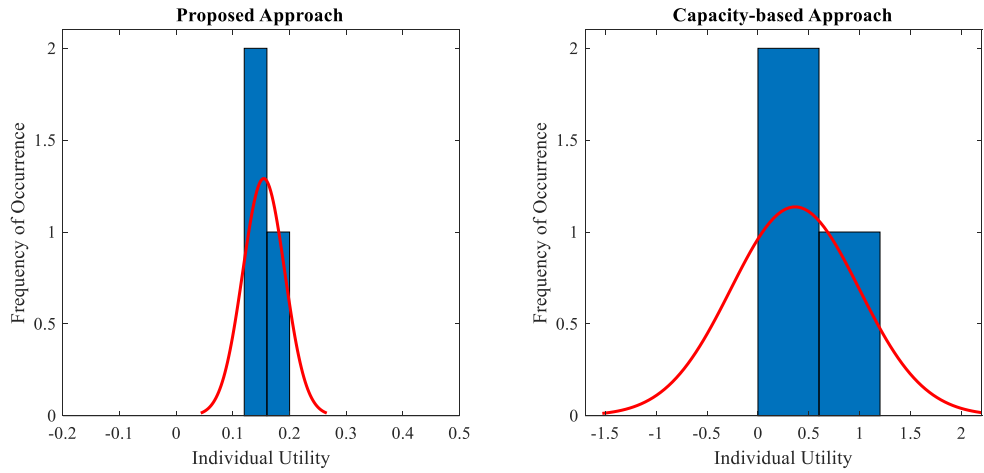 Proposed Approach
2
1.5
1
0.5
0
Frequency of Occurrence
-0.2 -0.1 0 0.1 0.2 0.3 0.4 0.5
Individual Utility
Capacity-based Approach
2
1.5
1
0.5
0
Frequency of Occurrence
-1.5 -1 -0.5 0 0.5 1 1.5 2
Individual Utility